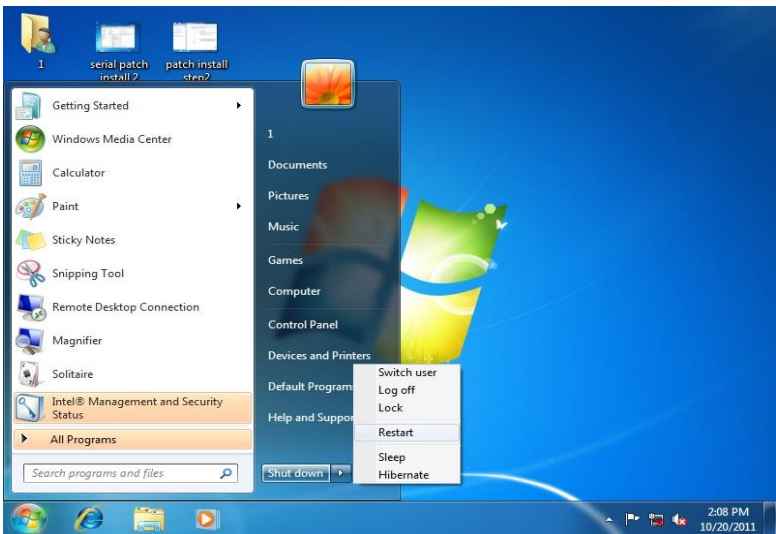 1
serial patch
install 2
patch install
step2
Getting Started
Windows Media Center
Calculator
Paint
Sticky Notes
Snipping Tool
Remote Desktop Connection
Magnifier
Solitaire
Intel® Management and Security
Status
All Programs
Search programs and files
1
Documents
Pictures
Music
Games
Computer
Control Panel
Devices and Printers
Default Program
Help and Suppor
Shut down
Switch user
Log off
Lock
Restart
Sleep
Hibernate
2:08 PM
10/20/2011